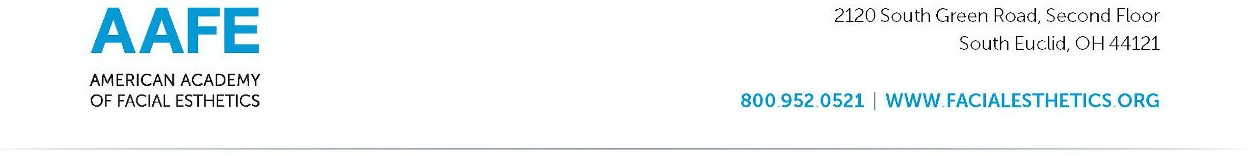 AAFE
AMERICAN ACADEMY
OF FACIAL ESTHETICS
2120 South Green Road, Second Floor
South Euclid, OH 44121
800.952.0521 | WWW.FACIALESTHETICS.ORG